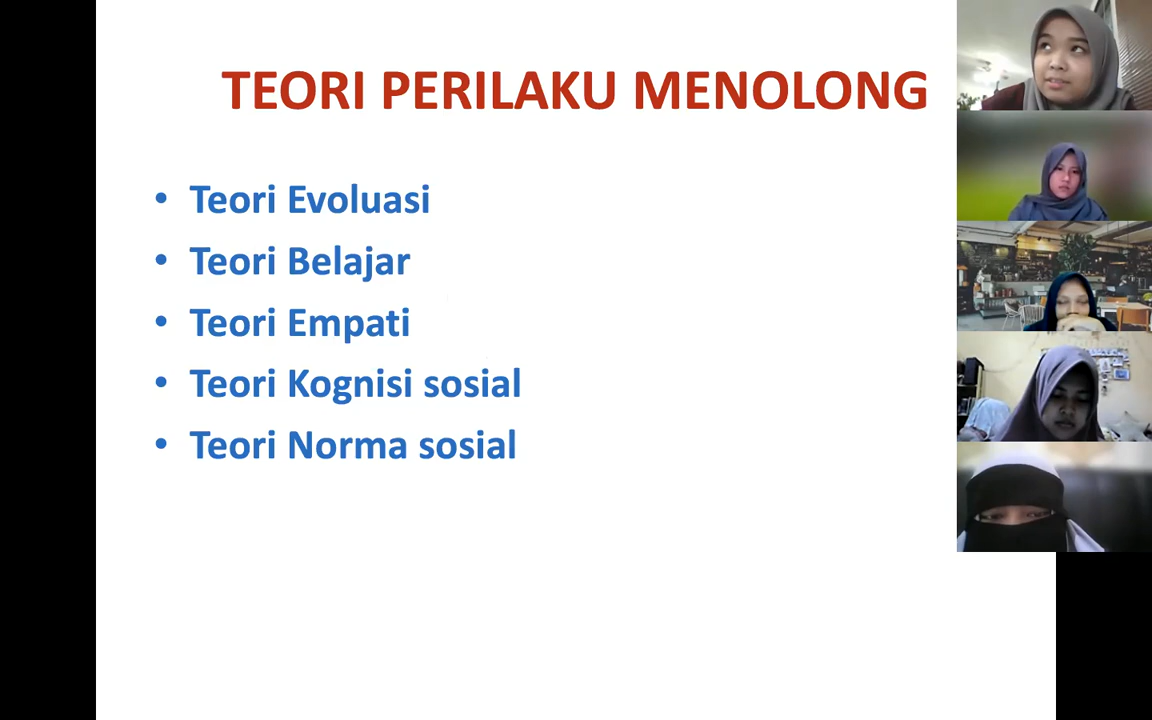 TEORI PERILAKU MENOLONG
• Teori Evoluasi
• Teori Belajar
• Teori Empati
• Teori Kognisi sosial
• Teori Norma sosial